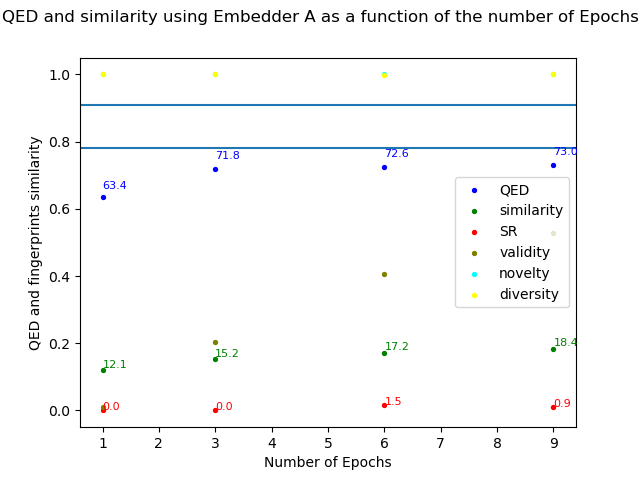 QED and similarity using Embedder A as a function of the number of Epochs
1.0
0.8
0.6
0.4
0.2
0.0
QED and fingerprints similarity
63.4
71.8
72.6
73.0
12.1
15.2
17.2
18.4
0.0
0.0
1.5
0.9
QED
similarity
SR
validity
novelty
diversity
1 2 3 4 5 6 7 8 9
Number of Epochs